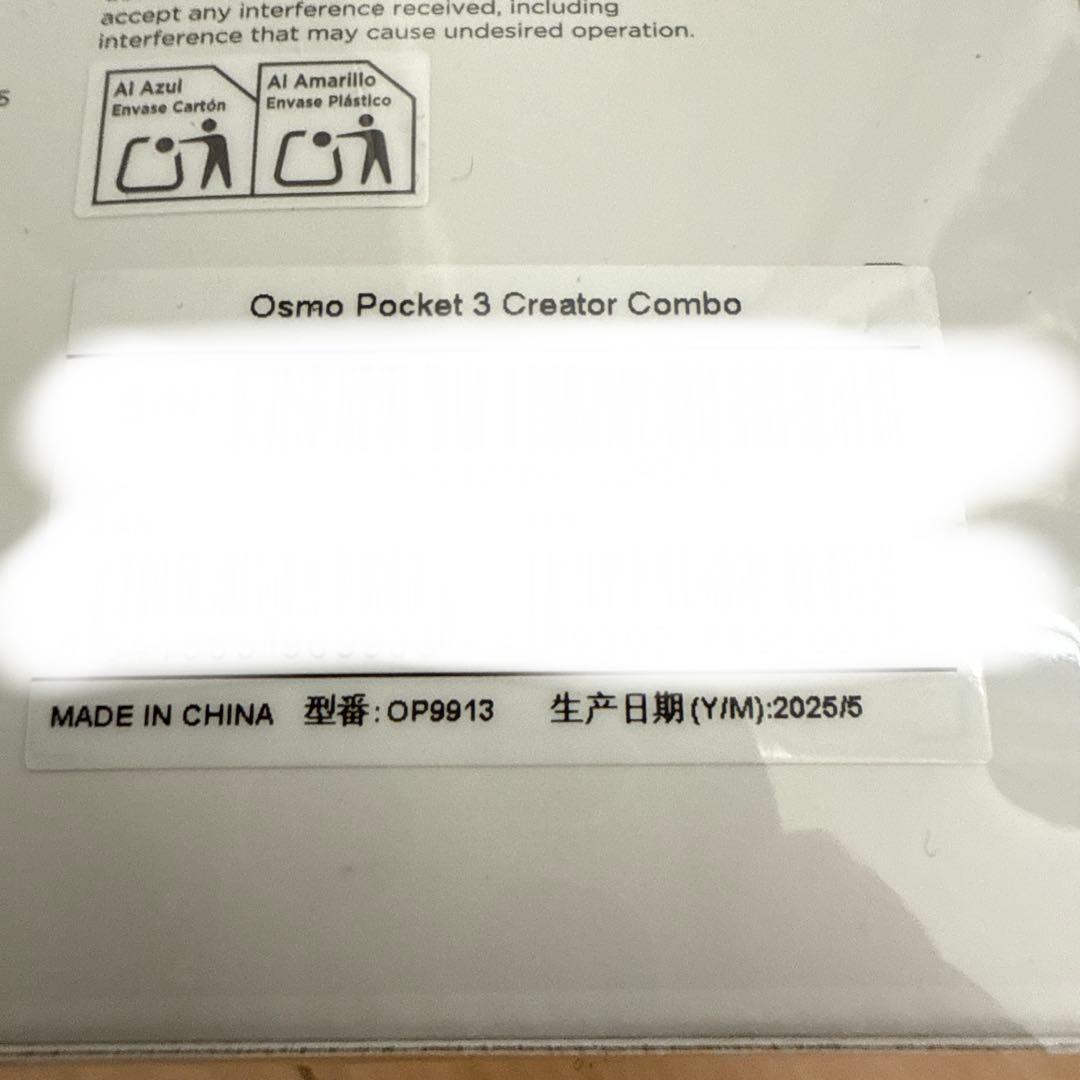 accept any interference received, including
interference that may cause undesired operation.
5
Al Azul
Envase Cartón
Al Amarillo
Envase Plástico
Osmo Pocket 3 Creator Combo
MADE IN CHINA 型番:OP9913 生产日期(Y/M):2025/5